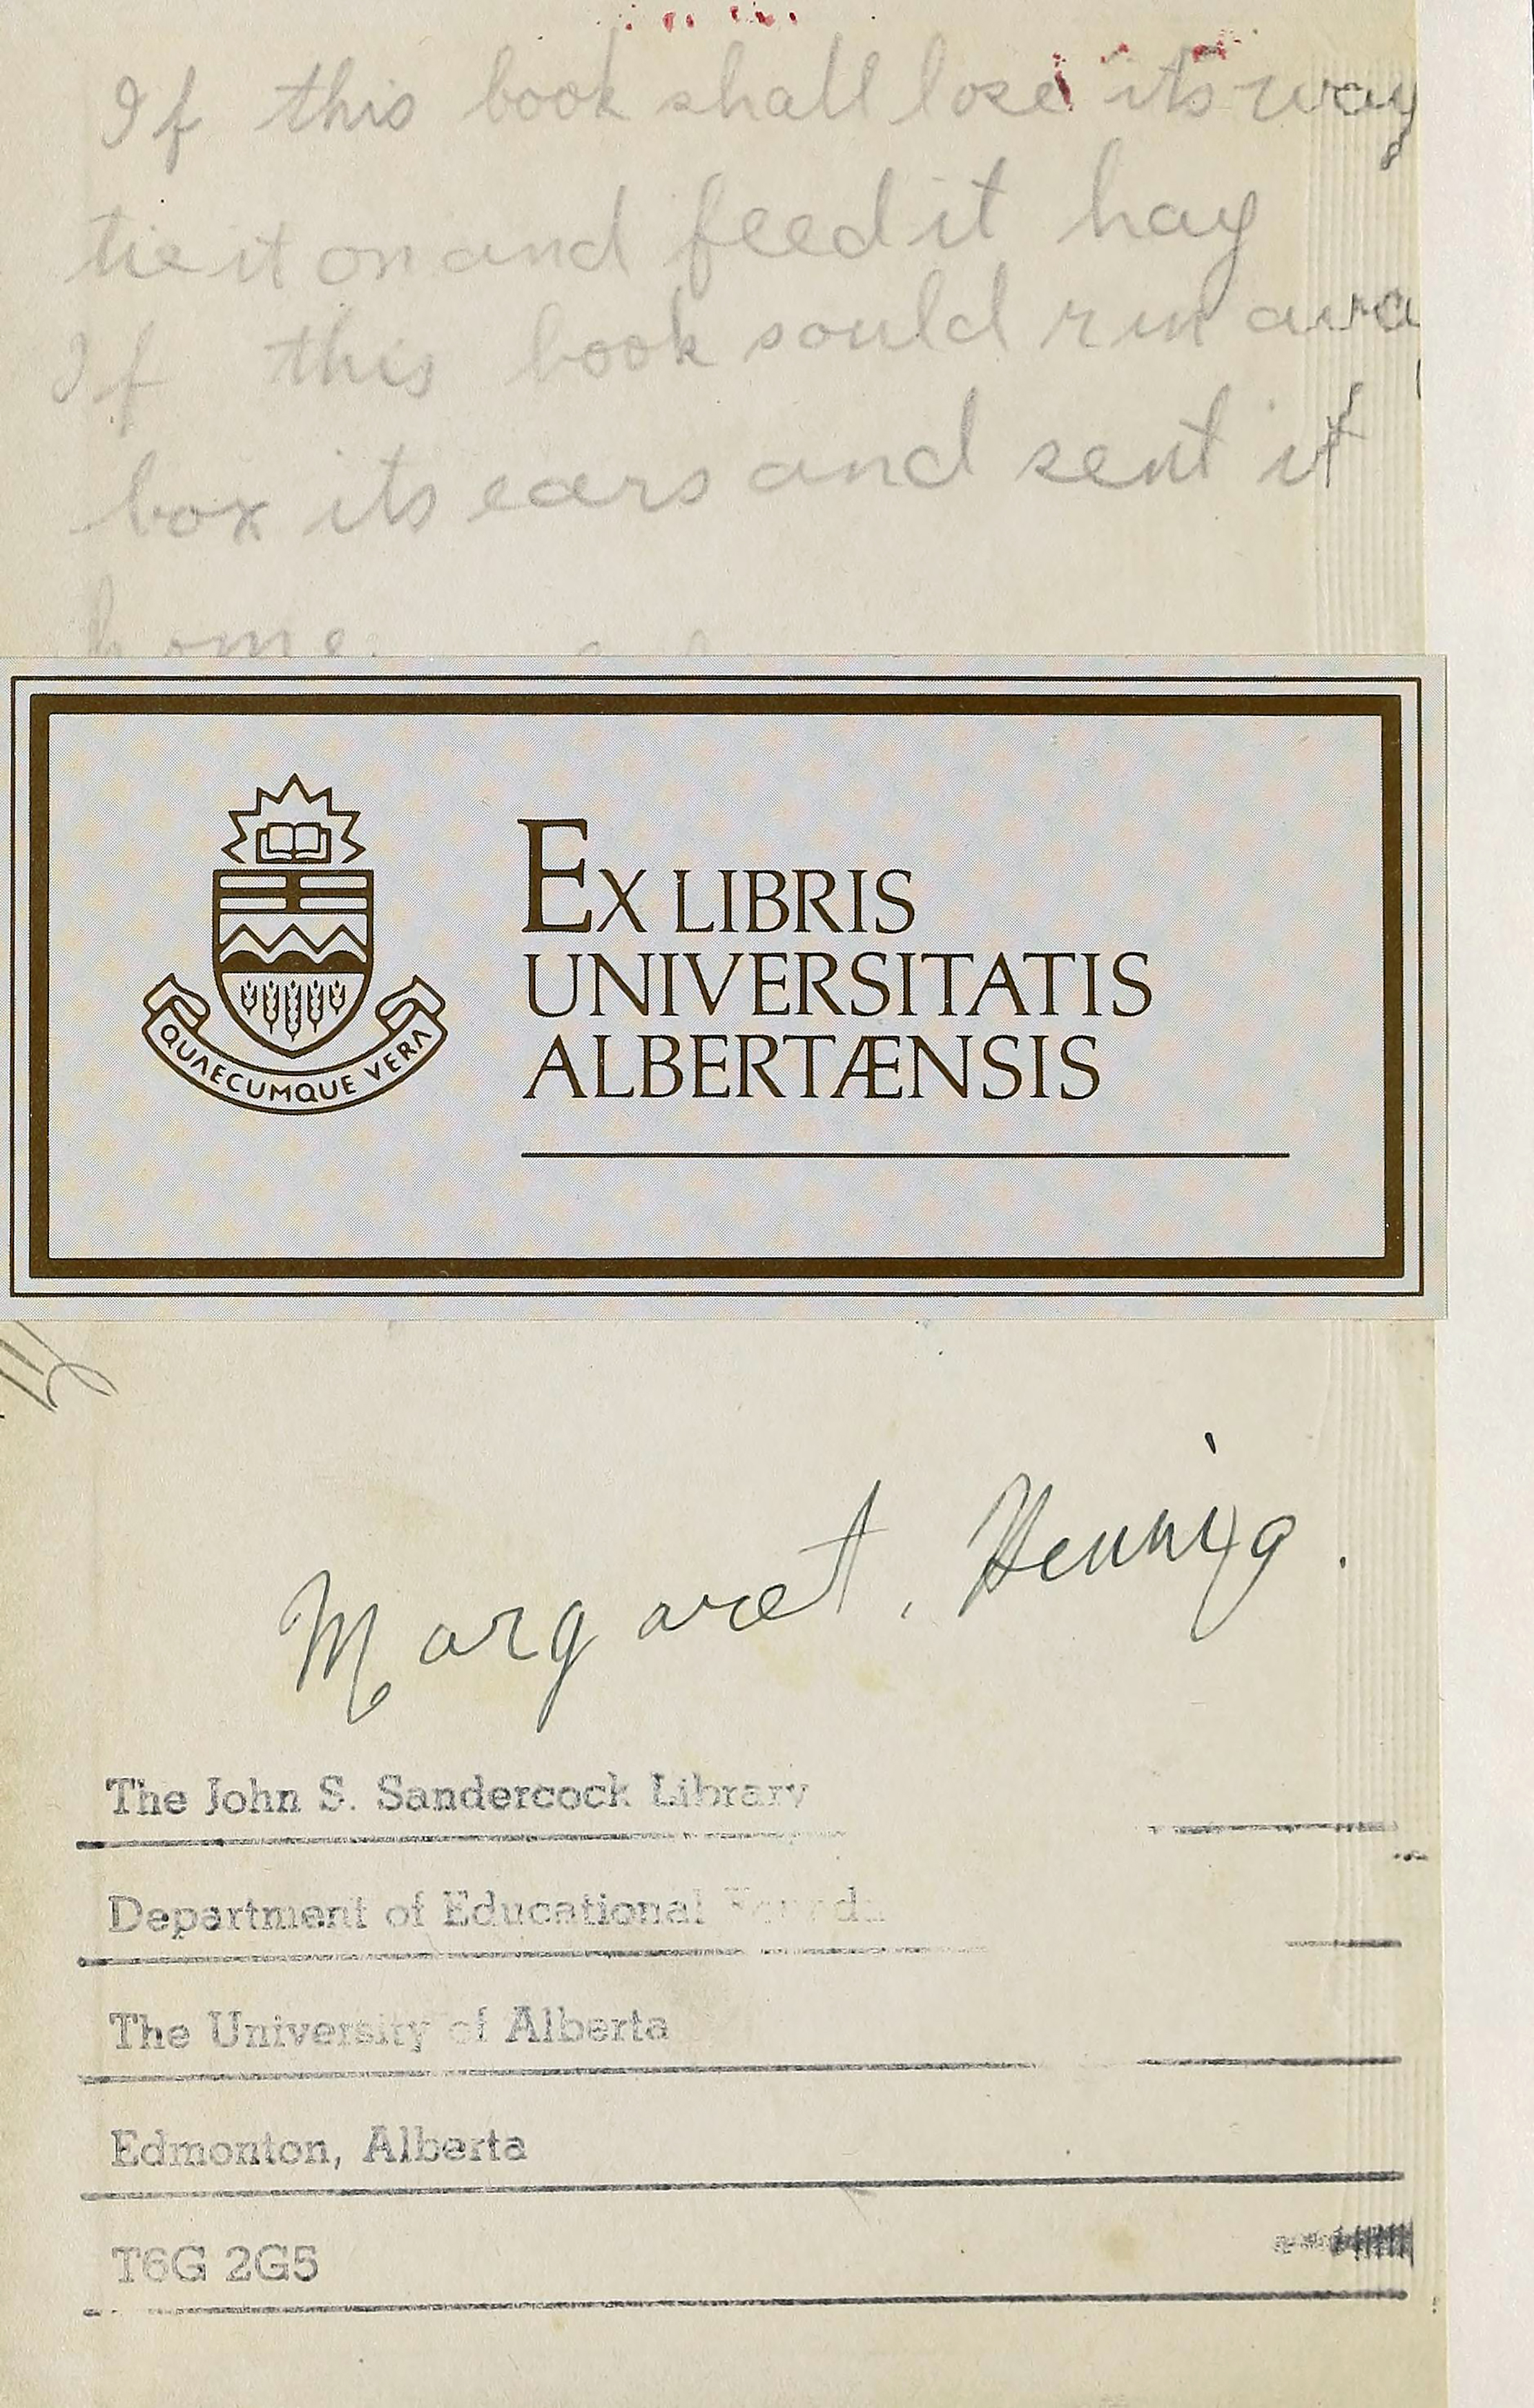 If this book shall lose its way
tie it on and feed it hay
If this book sould run awa
box its ears and sent it
home.
EX LIBRIS
UNIVERSITATIS
ALBERTÆNSIS
QUAECUMQUE VERA
Margaret. Hennig.
The John S. Sandercock Library
Department of Educational
The University of Alberta
Edmonton, Alberta
T6G 2G5